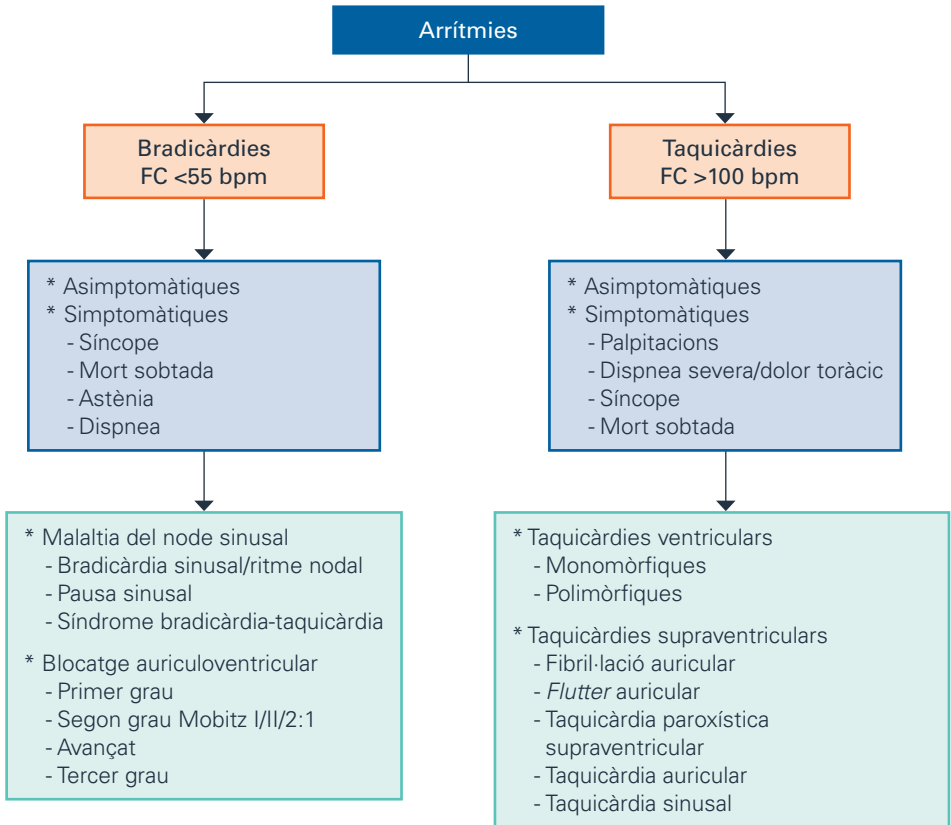 Arrítmies
Bradicàrdies
FC <55 bpm
Taquicàrdies
FC >100 bpm
* Asimptomàtiques
* Simptomàtiques
- Síncope
- Mort sobtada
- Astènia
- Dispnea
* Asimptomàtiques
* Simptomàtiques
- Palpitacions
- Dispnea severa/dolor toràcic
- Síncope
- Mort sobtada
* Malaltia del node sinusal
- Bradicàrdia sinusal/ritme nodal
- Pausa sinusal
- Síndrome bradicàrdia-taquicàrdia
* Blocatge auriculoventricular
- Primer grau
- Segon grau Mobitz I/II/2:1
- Avançat
- Tercer grau
* Taquicàrdies ventriculars
- Monomòrfiques
- Polimòrfiques
* Taquicàrdies supraventriculars
- Fibril·lació auricular
- Flutter auricular
- Taquicàrdia paroxística
supraventricular
- Taquicàrdia auricular
- Taquicàrdia sinusal